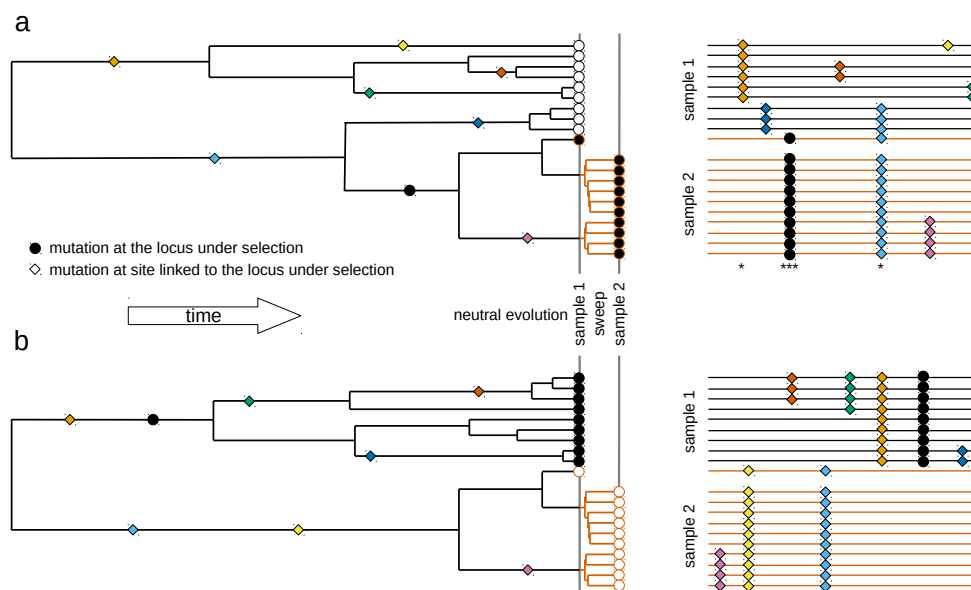 a
sample 1
sample 2
* *** *
mutation at the locus under selection
mutation at site linked to the locus under selection
time
neutral evolution
sample 1
sweep
sample 2
b
sample 1
sample 2